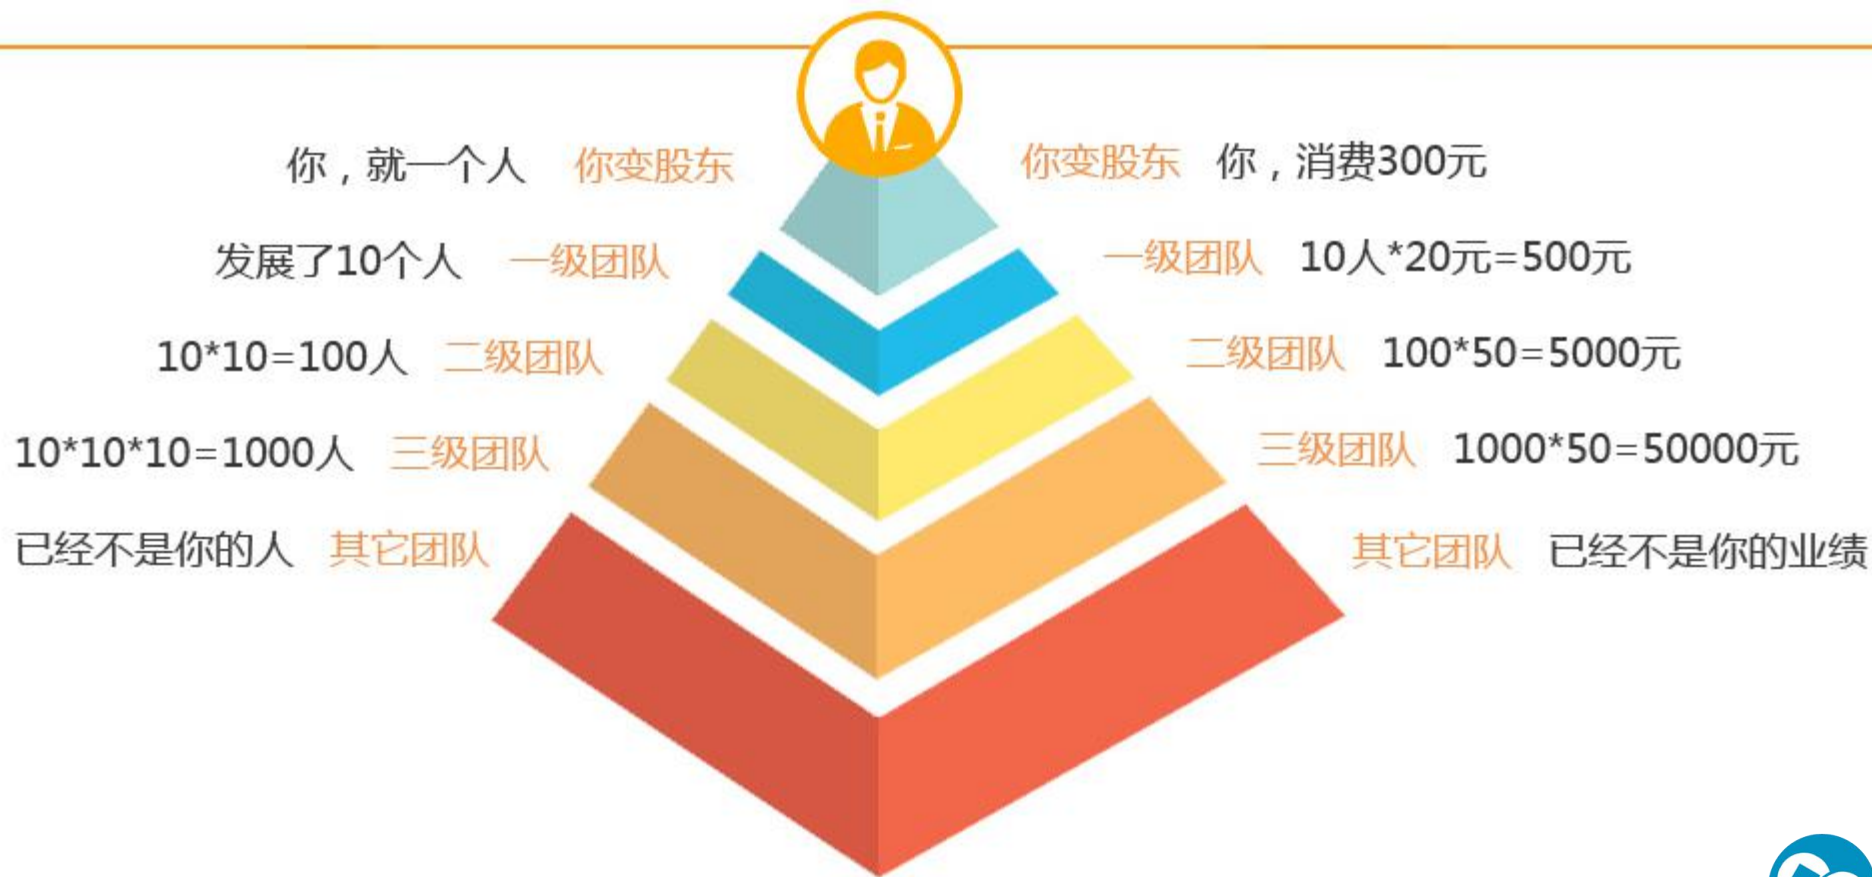 你，就一个人 你变股东 你变股东 你，消费300元
发展了10个人 一级团队 一级团队 10人*20元=500元
10*10=100人 二级团队 二级团队 100*50=5000元
10*10*10=1000人 三级团队 三级团队 1000*50=50000元
已经不是你的人 其它团队 其它团队 已经不是你的业绩